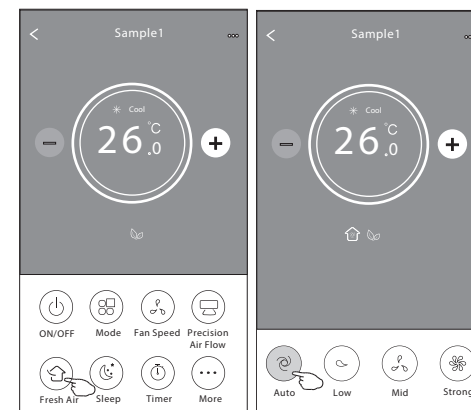 Sample1
Cool
26.0°C
ON/OFF
Mode
Fan Speed
Precision
Air Flow
Fresh Air
Sleep
Timer
More
Sample1
Cool
26.0°C
Auto
Low
Mid
Strong